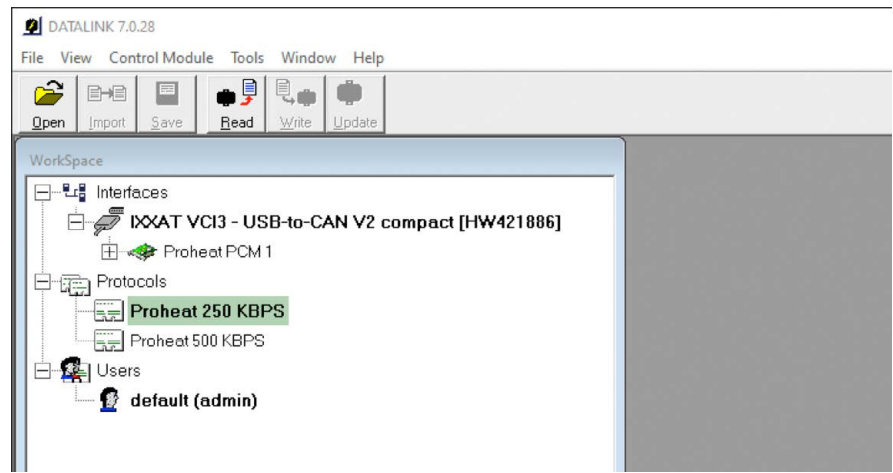 DATALINK 7.0.28
File View Control Module Tools Window Help
Open Import Save Read Write Update
WorkSpace
Interfaces
IXXAT VCI3 - USB-to-CAN V2 compact [HW421886]
Proheat PCM 1
Protocols
Proheat 250 KBPS
Proheat 500 KBPS
Users
default (admin)